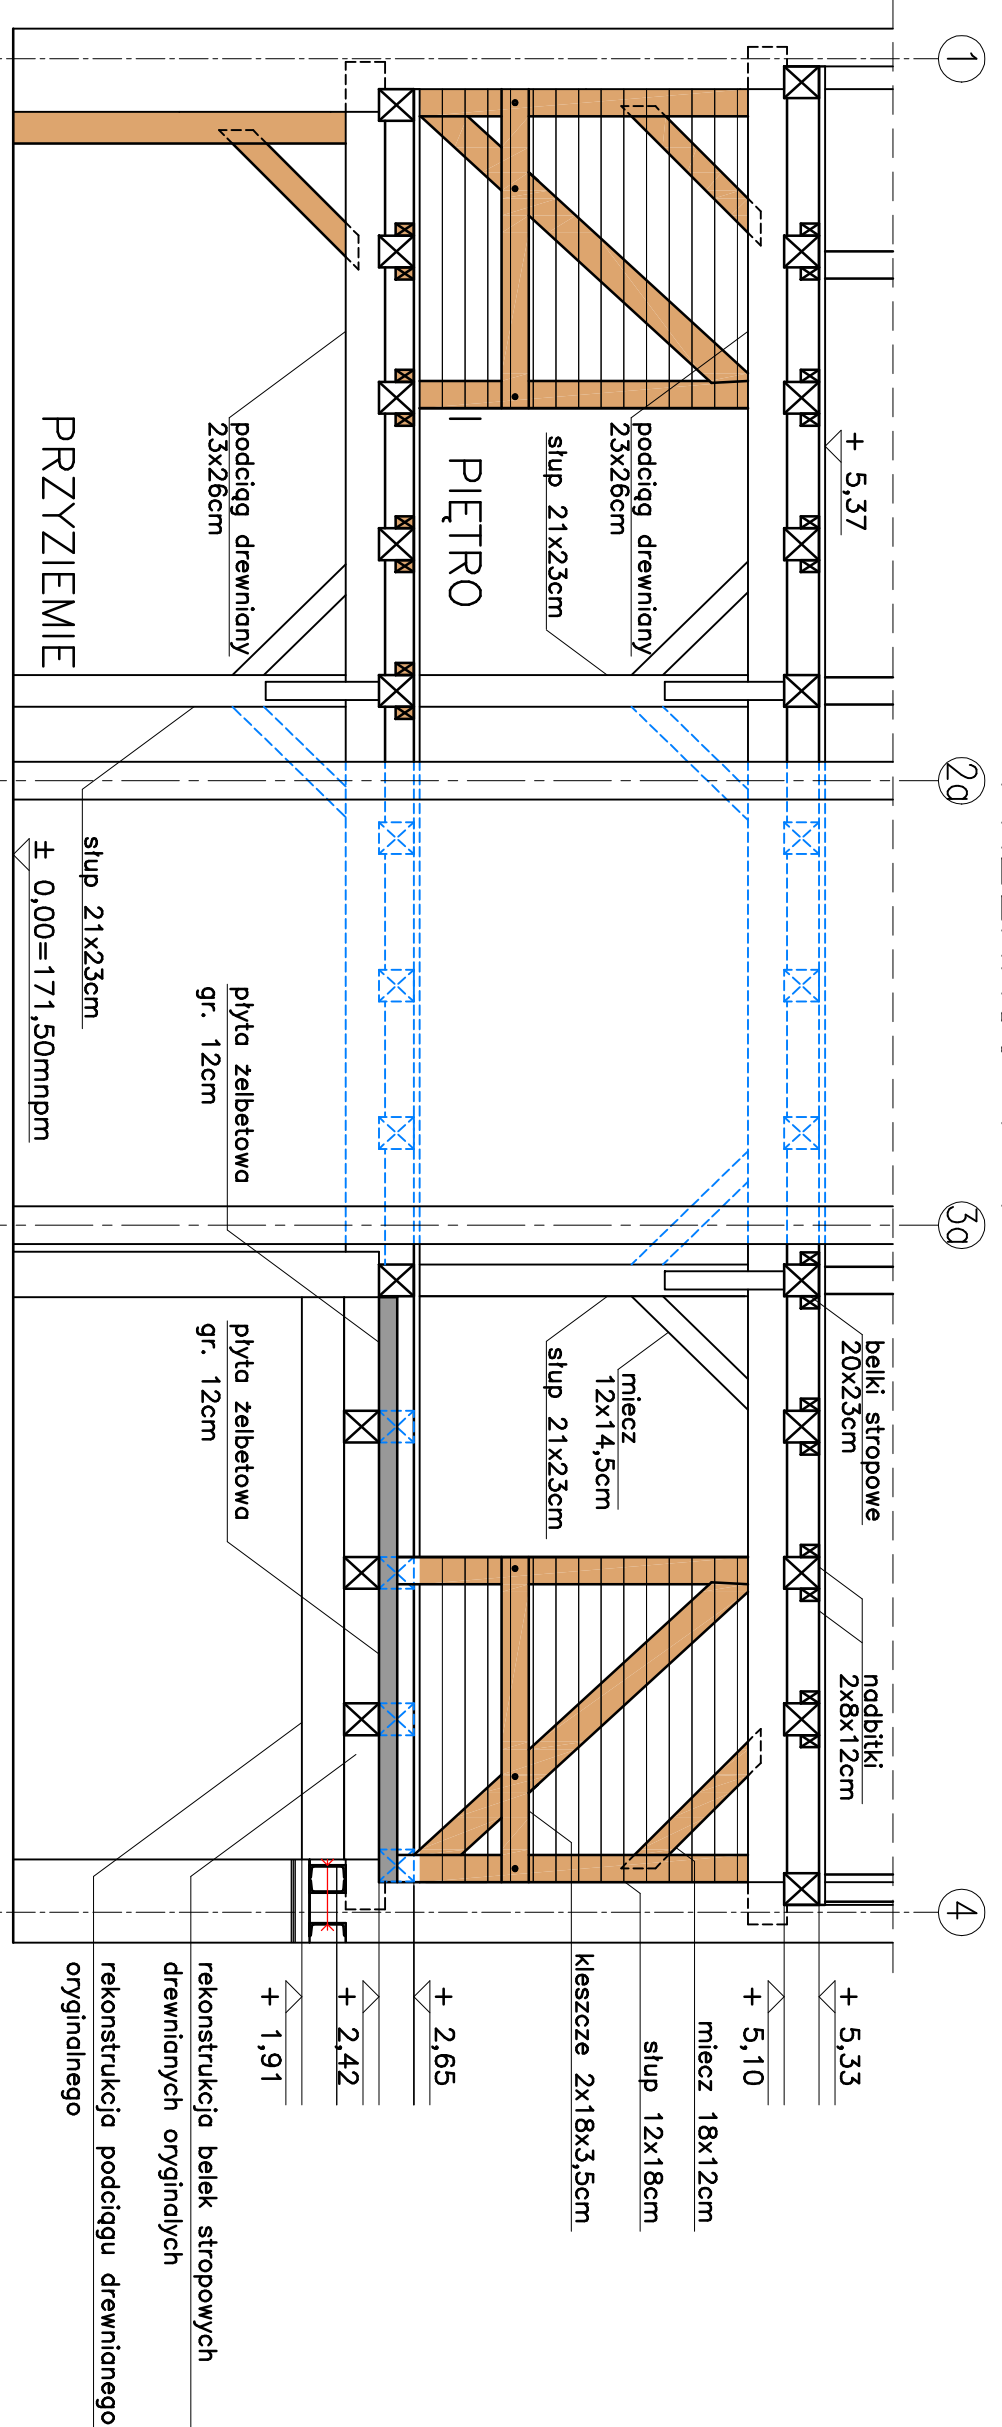 1
2a
3a
4
+ 5,37
podciąg drewniany
23x26cm
słup 21x23cm
I PIĘTRO
podciąg drewniany
23x26cm
PRZYZIEMIE
słup 21x23cm
± 0,00=171,50mnpm
płyta żelbetowa
gr. 12cm
belki stropowe
20x23cm
miecz
12x14,5cm
słup 21x23cm
płyta żelbetowa
gr. 12cm
nadbitki
2x8x12cm
+ 5,33
+ 5,10
miecz 18x12cm
słup 12x18cm
kleszcze 2x18x3,5cm
+ 2,65
+ 2,42
+ 1,91
rekonstrukcja belek stropowych
drewnianych oryginalych
rekonstrukcja podciągu drewnianego
oryginalnego